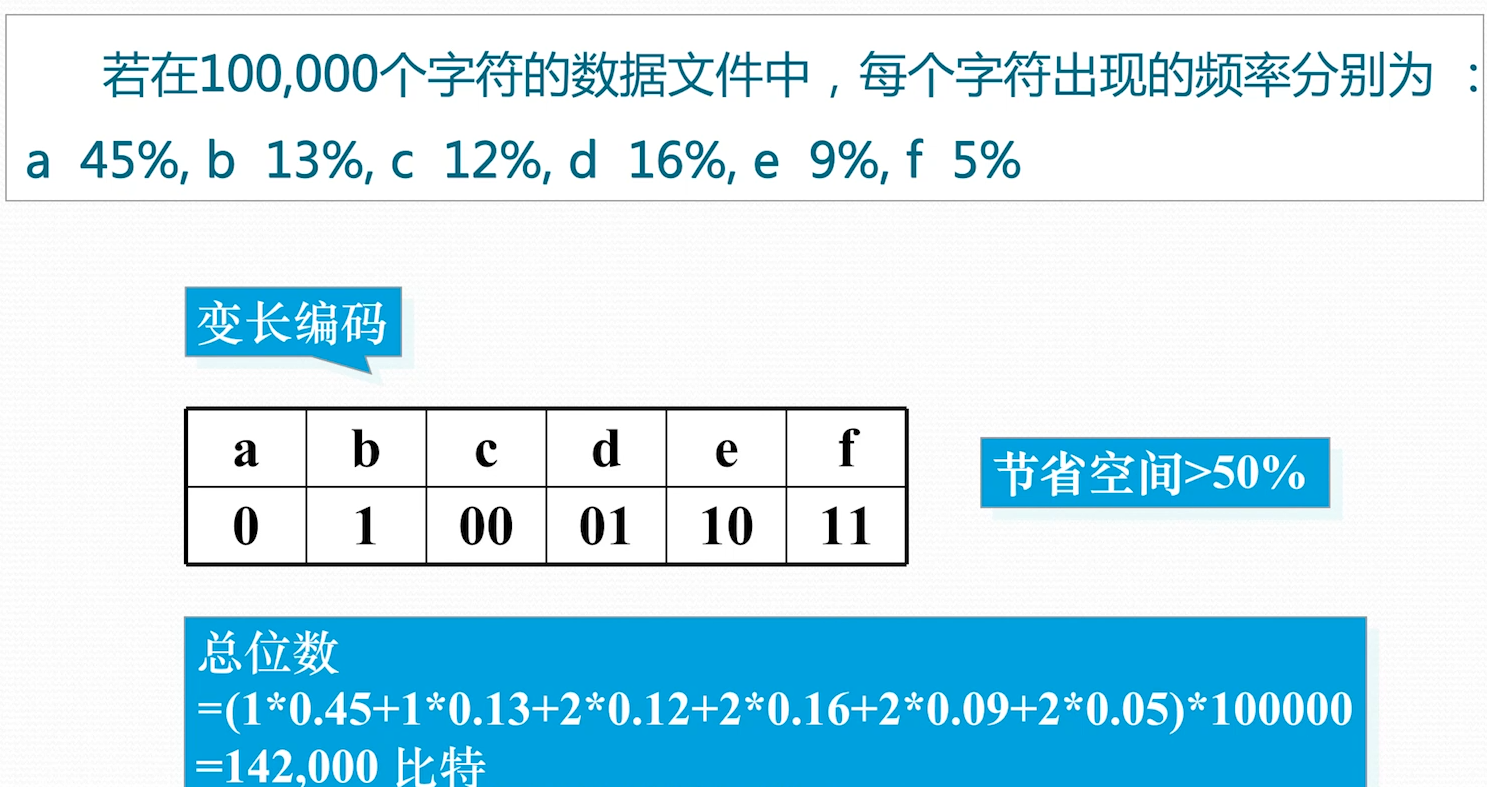 若在100,000个字符的数据文件中，每个字符出现的频率分别为 ：
a 45%, b 13%, c 12%, d 16%, e 9%, f 5%
变长编码
a b c d e f
0 1 00 01 10 11
节省空间>50%
总位数
=(1*0.45+1*0.13+2*0.12+2*0.16+2*0.09+2*0.05)*100000
=142,000 比特